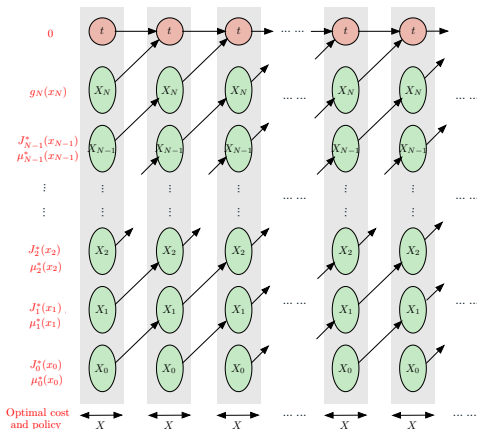 0 t t t ... ... t t
g_N(x_N) X_N X_N X_N ... ... X_N X_N ... ...
J*_{N-1}(x_{N-1})
μ*_{N-1}(x_{N-1}) X_{N-1} X_{N-1} X_{N-1} ... ... X_{N-1} X_{N-1} ... ...
⋮ ⋮ ⋮ ⋮ ... ... ⋮ ⋮ ... ...
⋮ ⋮ ⋮ ⋮ ⋮ ⋮
J*_2(x_2)
μ*_2(x_2) X_2 X_2 X_2 ... ... X_2 X_2 ... ...
J*_1(x_1)
μ*_1(x_1) X_1 X_1 X_1 ... ... X_1 X_1 ... ...
J*_0(x_0)
μ*_0(x_0) X_0 X_0 X_0 ... ... X_0 X_0
Optimal cost
and policy X X X ... ... X X ... ...